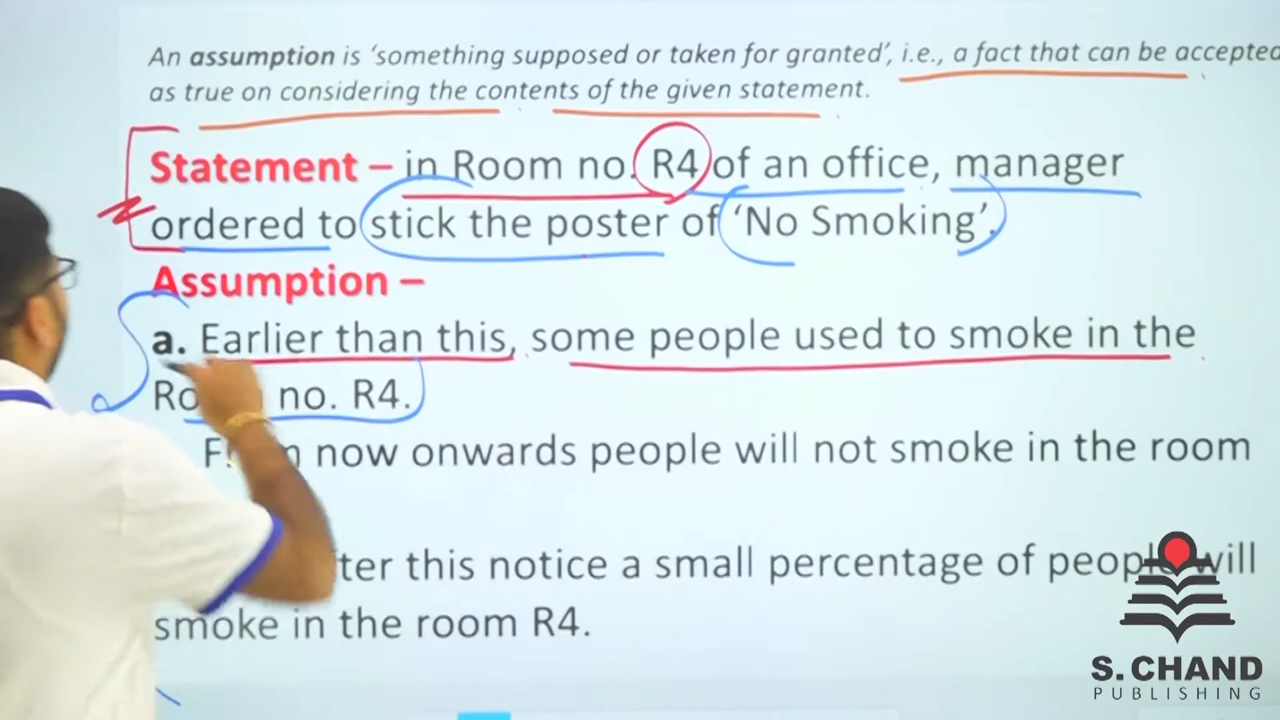 An assumption is ‘something supposed or taken for granted’, i.e., a fact that can be accepted
as true on considering the contents of the given statement.
Statement – in Room no. R4 of an office, manager
ordered to stick the poster of ‘No Smoking’.
Assumption –
a. Earlier than this, some people used to smoke in the
no. R4.
now onwards people will not smoke in the room
this notice a small percentage of people will
smoke in the room R4.
S. CHAND
PUBLISHING